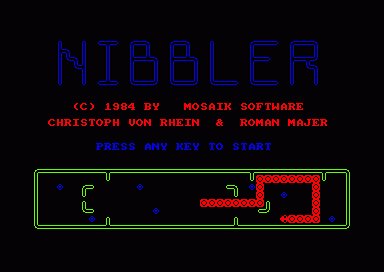 NIBBLER
(C) 1984 BY   MOSAIK SOFTWARE
CHRISTOPH VON RHEIN  &  ROMAN MAJER
PRESS ANY KEY TO START